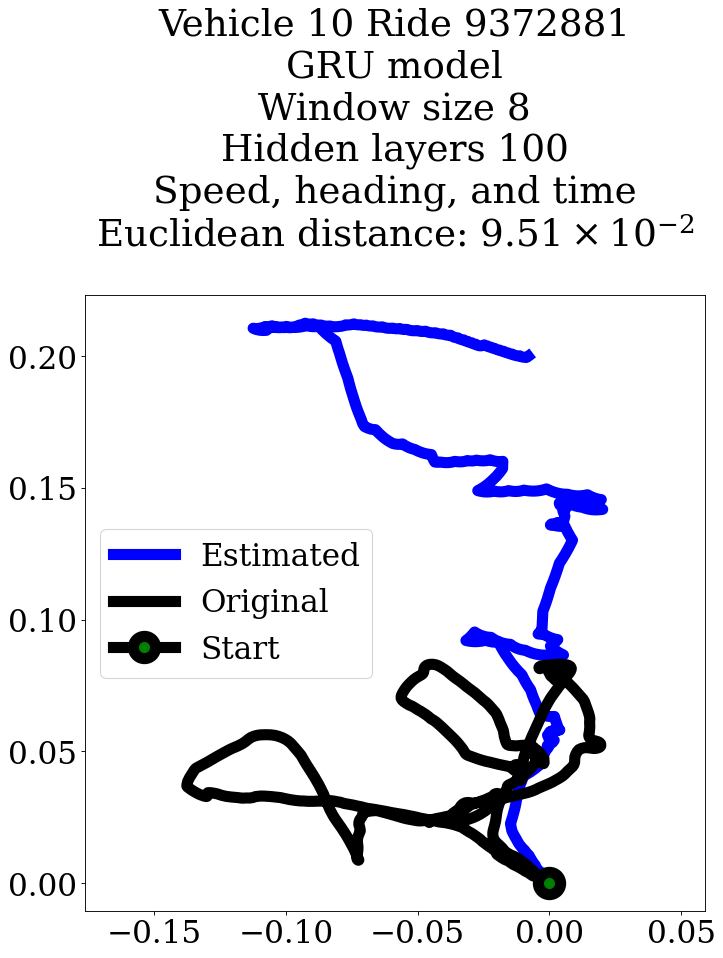 Vehicle 10 Ride 9372881
GRU model
Window size 8
Hidden layers 100
Speed, heading, and time
Euclidean distance: 9.51 × 10⁻²
0.20
0.15
0.10
0.05
0.00
Estimated
Original
Start
−0.15 −0.10 −0.05 0.00 0.05